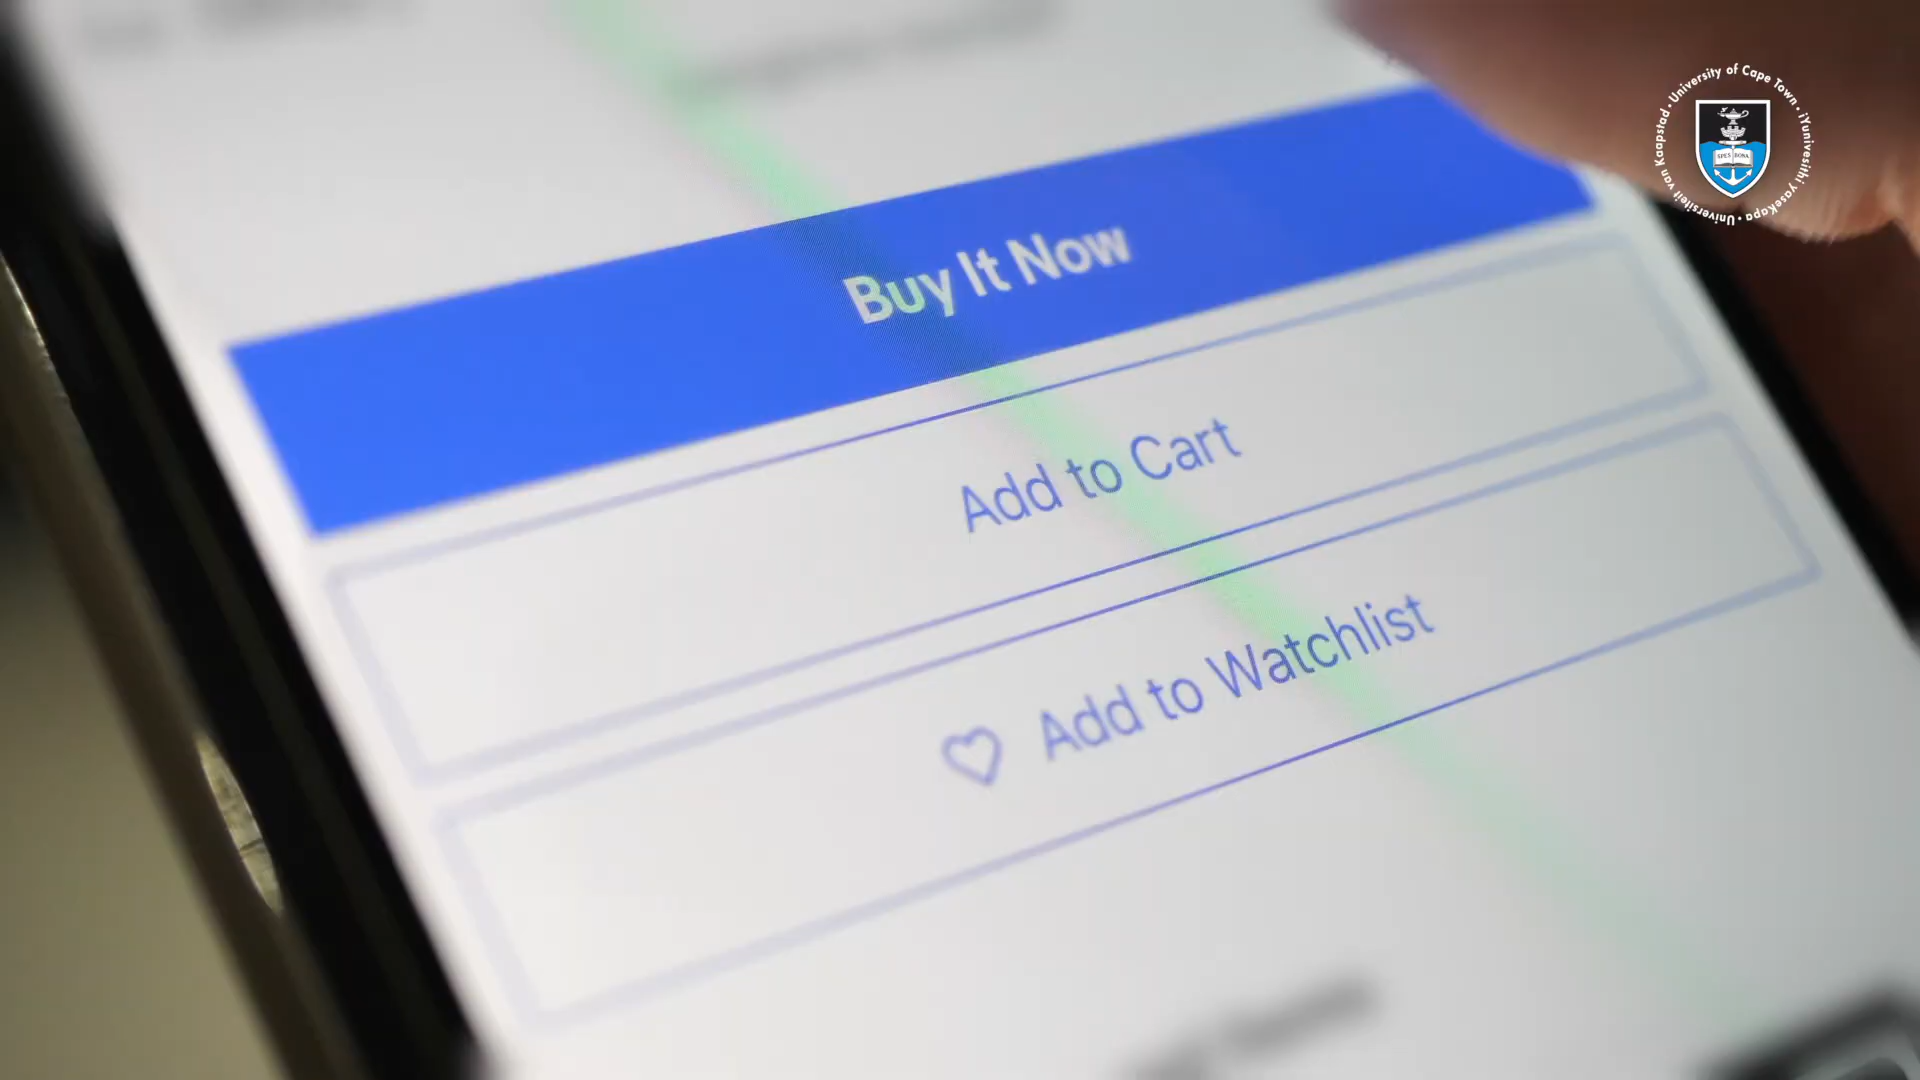 Buy It Now
Add to Cart
Add to Watchlist
University of Cape Town • iYunivesithi yaseKapa • Universiteit van Kaapstad •
SPES BONA